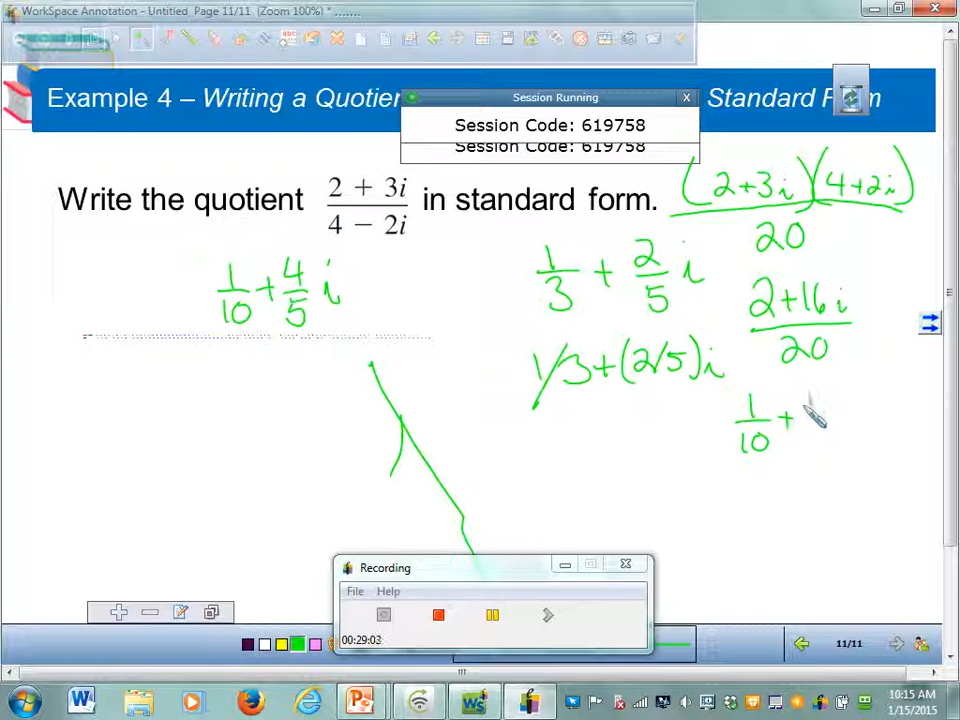 WorkSpace Annotation - Untitled_Page 11/11 (Zoom 100%) * .......
Example 4 – Writing a Quotien
Standard F
m
Session Running
X
Session Code: 619758
Session Code: 619758
Write the quotient (2 + 3i)/(4 − 2i) in standard form.
(2+3i)(4+2i)
20
1/10 + 4/5 i
1/3 + 2/5 i
2+16i
20
1/3+(2/5)i
1/10 +
Recording
File Help
00:29:03
11/11
10:15 AM
1/15/2015